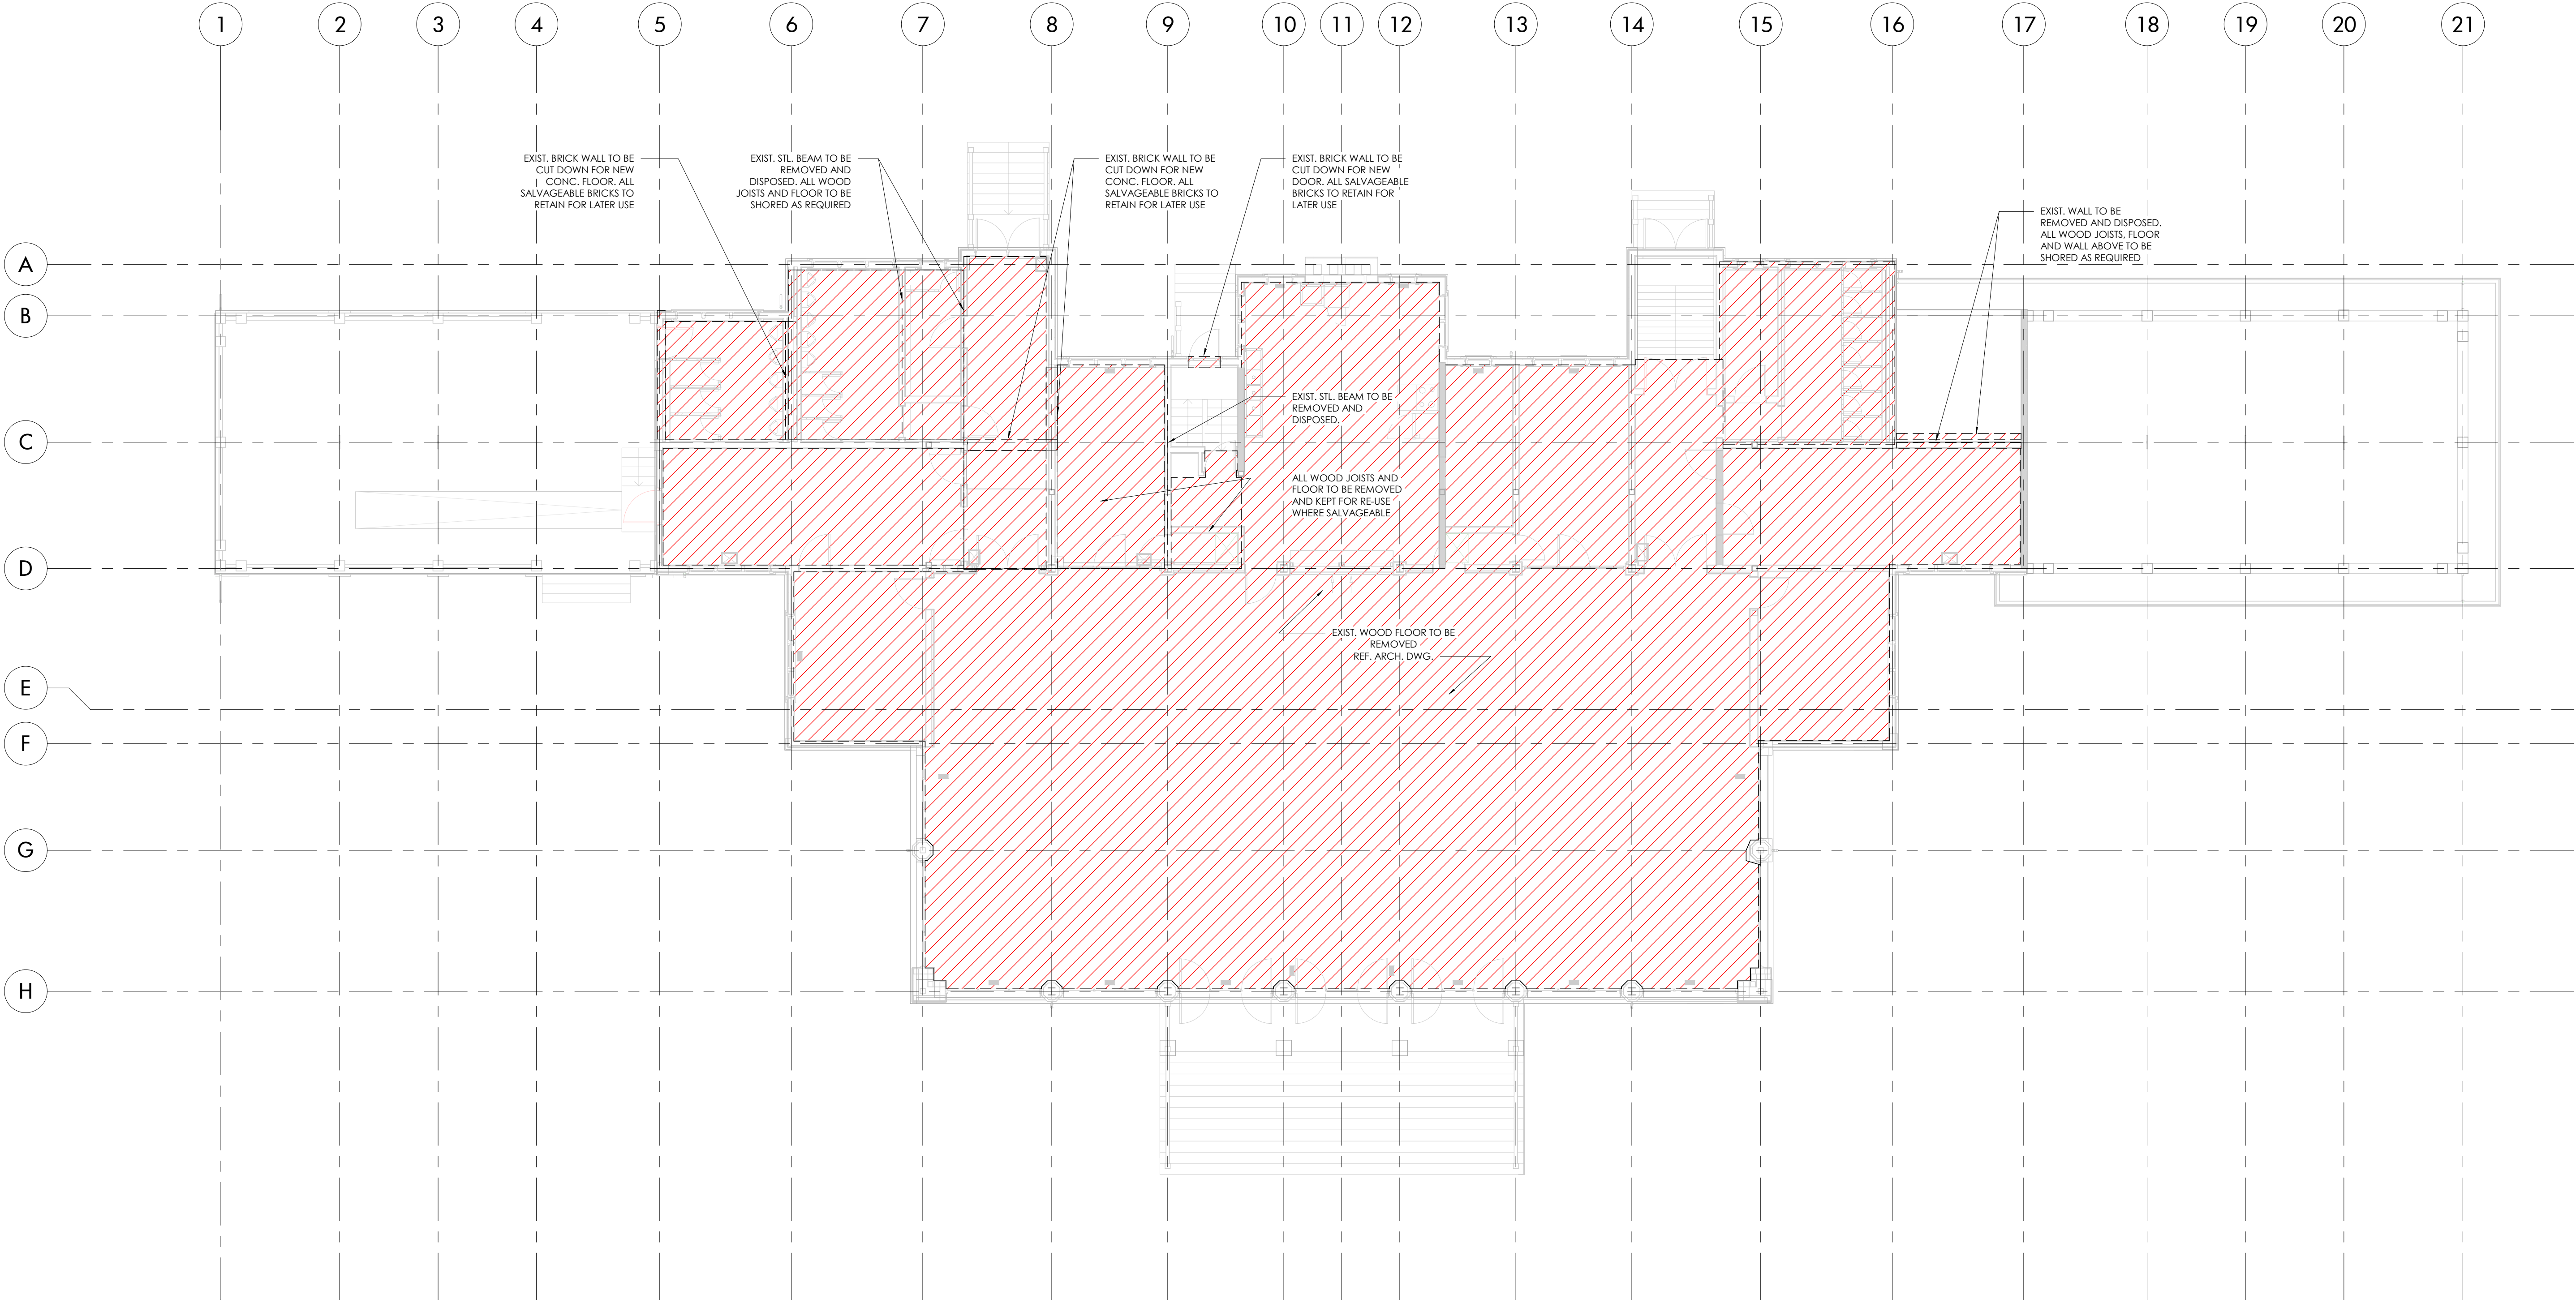 1
2
3
4
5
6
7
8
9
10
11
12
13
14
15
16
17
18
19
20
21
EXIST. BRICK WALL TO BE
CUT DOWN FOR NEW
CONC. FLOOR. ALL
SALVAGEABLE BRICKS TO
RETAIN FOR LATER USE
EXIST. STL. BEAM TO BE
REMOVED AND
DISPOSED. ALL WOOD
JOISTS AND FLOOR TO BE
SHORED AS REQUIRED
EXIST. BRICK WALL TO BE
CUT DOWN FOR NEW
CONC. FLOOR. ALL
SALVAGEABLE BRICKS TO
RETAIN FOR LATER USE
EXIST. BRICK WALL TO BE
CUT DOWN FOR NEW
DOOR. ALL SALVAGEABLE
BRICKS TO RETAIN FOR
LATER USE
EXIST. WALL TO BE
REMOVED AND DISPOSED.
ALL WOOD JOISTS, FLOOR
AND WALL ABOVE TO BE
SHORED AS REQUIRED
A
B
C
D
E
F
G
H
EXIST. STL. BEAM TO BE
REMOVED AND
DISPOSED.
ALL WOOD JOISTS AND
FLOOR TO BE REMOVED
AND KEPT FOR RE-USE
WHERE SALVAGEABLE
EXIST. WOOD FLOOR TO BE
REMOVED
REF. ARCH. DWG.